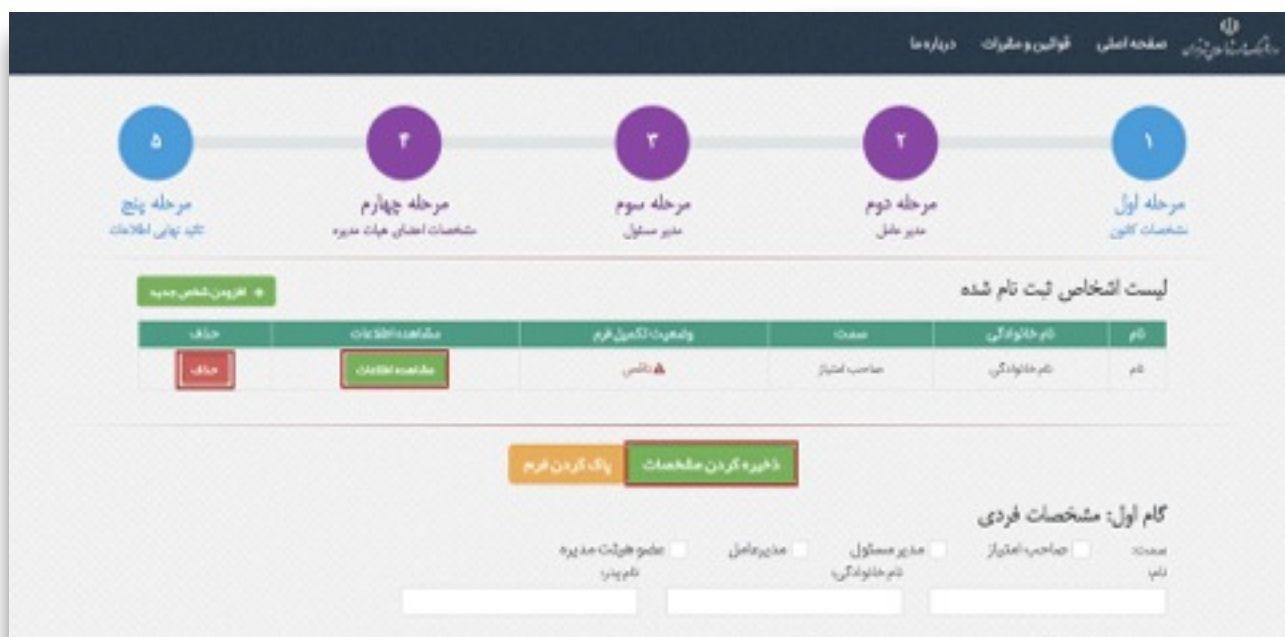 صفحه اصلی قوانین و مقررات درباره ما
۱ ۲ ۳ ۴ ۵
مرحله اول مرحله دوم مرحله سوم مرحله چهارم مرحله پنج
مشخصات کانون مدیر عامل مدیر مسئول مشخصات اعضای هیات مدیره تائید نهایی اطلاعات
لیست اشخاص ثبت نام شده + افزودن شخص جدید
نام نام خانوادگی سمت وضعیت تکمیل فرم مشاهده اطلاعات حذف
نام نام خانوادگی صاحب امتیاز ناقص مشاهده اطلاعات حذف
ذخیره کردن مشخصات پاک کردن فرم
گام اول: مشخصات فردی
سمت: صاحب امتیاز مدیر مسئول مدیرعامل عضو هیئت مدیره
نام: نام خانوادگی: نام پدر: